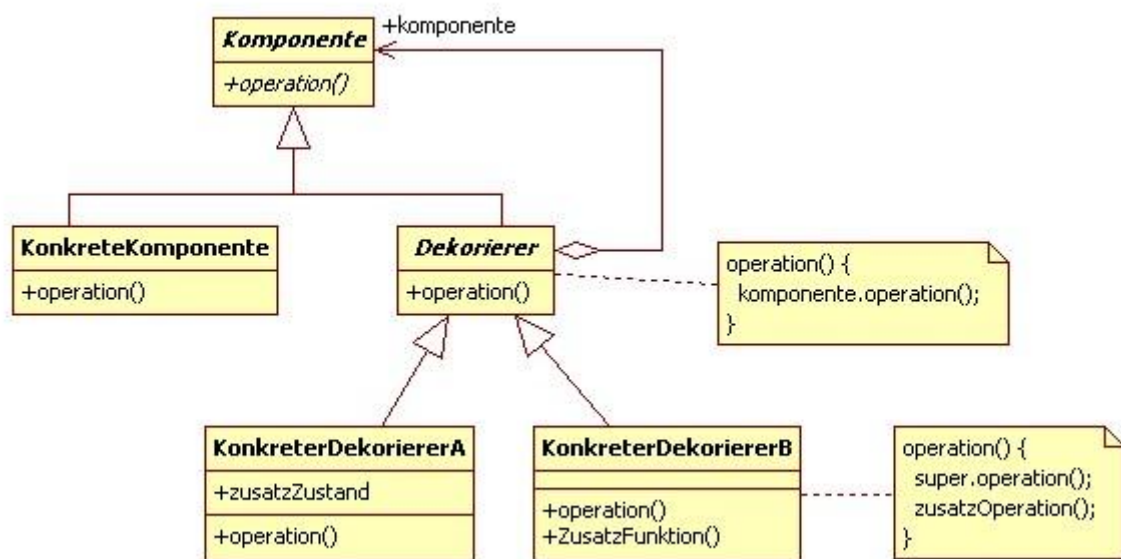 Komponente
+operation()
+komponente
KonkreteKomponente
+operation()
Dekorierer
+operation()
operation() {
komponente.operation();
}
KonkreterDekoriererA
+zusatzZustand
+operation()
KonkreterDekoriererB
+operation()
+ZusatzFunktion()
operation() {
super.operation();
zusatzOperation();
}